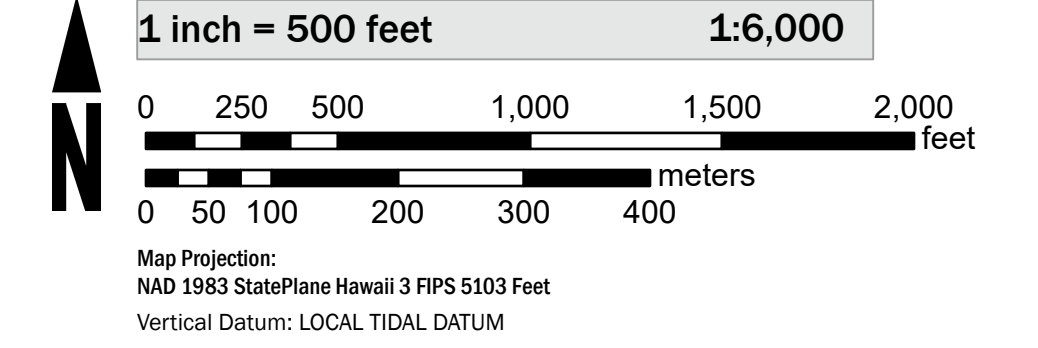 1 inch = 500 feet 1:6,000
0 250 500 1,000 1,500 2,000
feet
meters
0 50 100 200 300 400
N
Map Projection:
NAD 1983 StatePlane Hawaii 3 FIPS 5103 Feet
Vertical Datum: LOCAL TIDAL DATUM